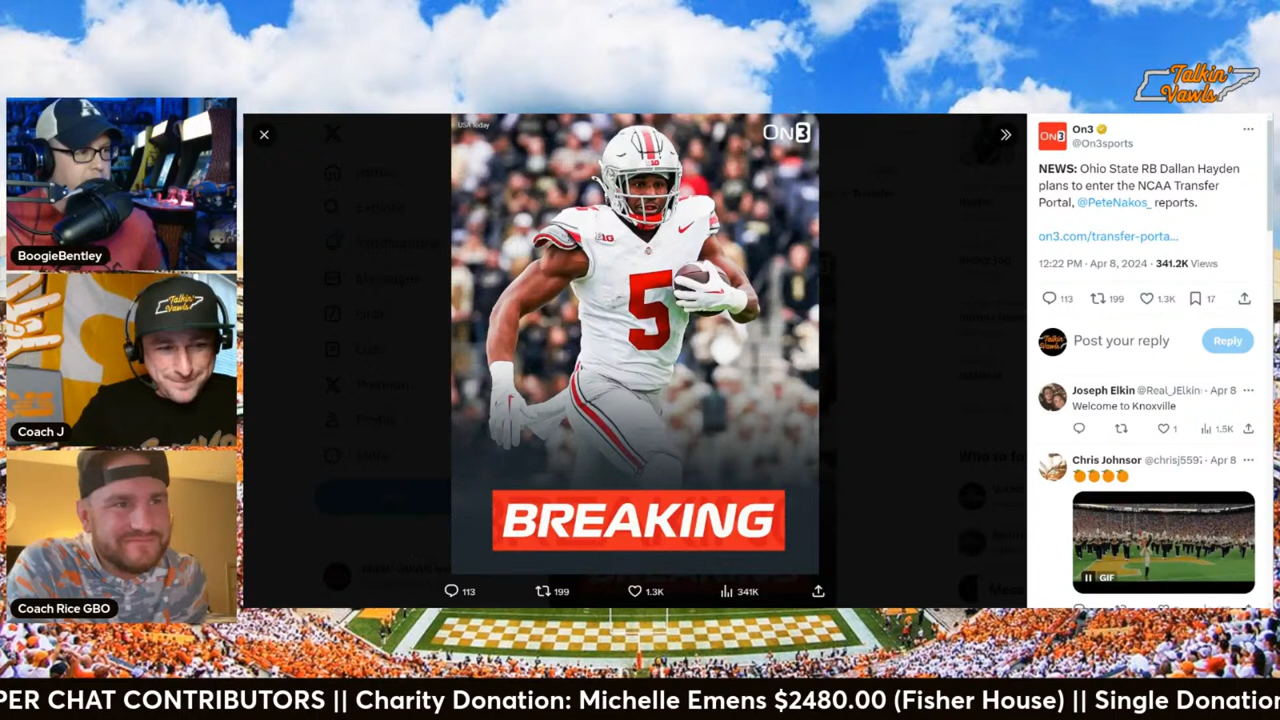 Talkin'
Vawls
BoogieBentley
Coach J
Coach Rice GBO
USA Today
ON3
5
BREAKING
113
199
1.3K
341K
ON3
On3
@On3sports
NEWS: Ohio State RB Dallan Hayden
plans to enter the NCAA Transfer
Portal, @PeteNakos_ reports.
on3.com/transfer-porta...
12:22 PM · Apr 8, 2024 · 341.2K Views
113
199
1.3K
17
Post your reply
Reply
Joseph Elkin @Real_JElkin · Apr 8
Welcome to Knoxville
1
1.5K
Chris Johnsor @chrisj5597 · Apr 8
GIF
PER CHAT CONTRIBUTORS || Charity Donation: Michelle Emens $2480.00 (Fisher House) || Single Donation